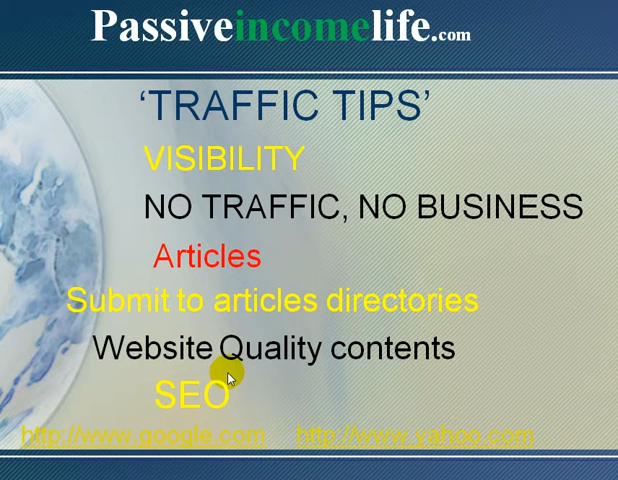 Passiveincomelife.com
‘TRAFFIC TIPS’
VISIBILITY
NO TRAFFIC, NO BUSINESS
Articles
Submit to articles directories
Website Quality contents
SEO
http://www.google.com http://www.yahoo.com